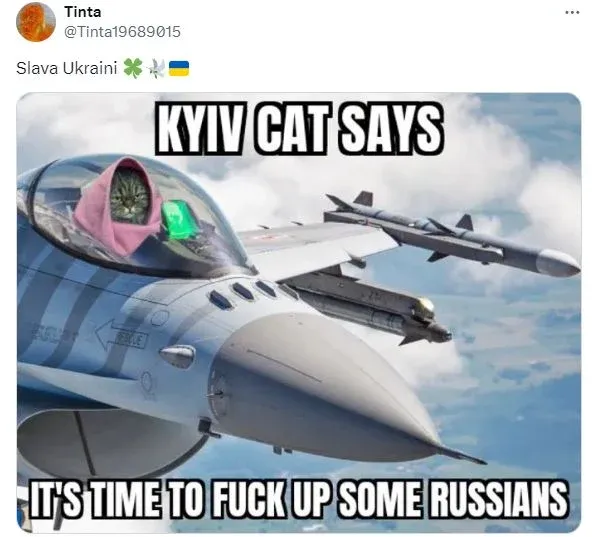 Tinta
@Tinta19689015
Slava Ukraini 🍀🕊️🇺🇦
KYIV CAT SAYS
RESCUE
IT'S TIME TO FUCK UP SOME RUSSIANS